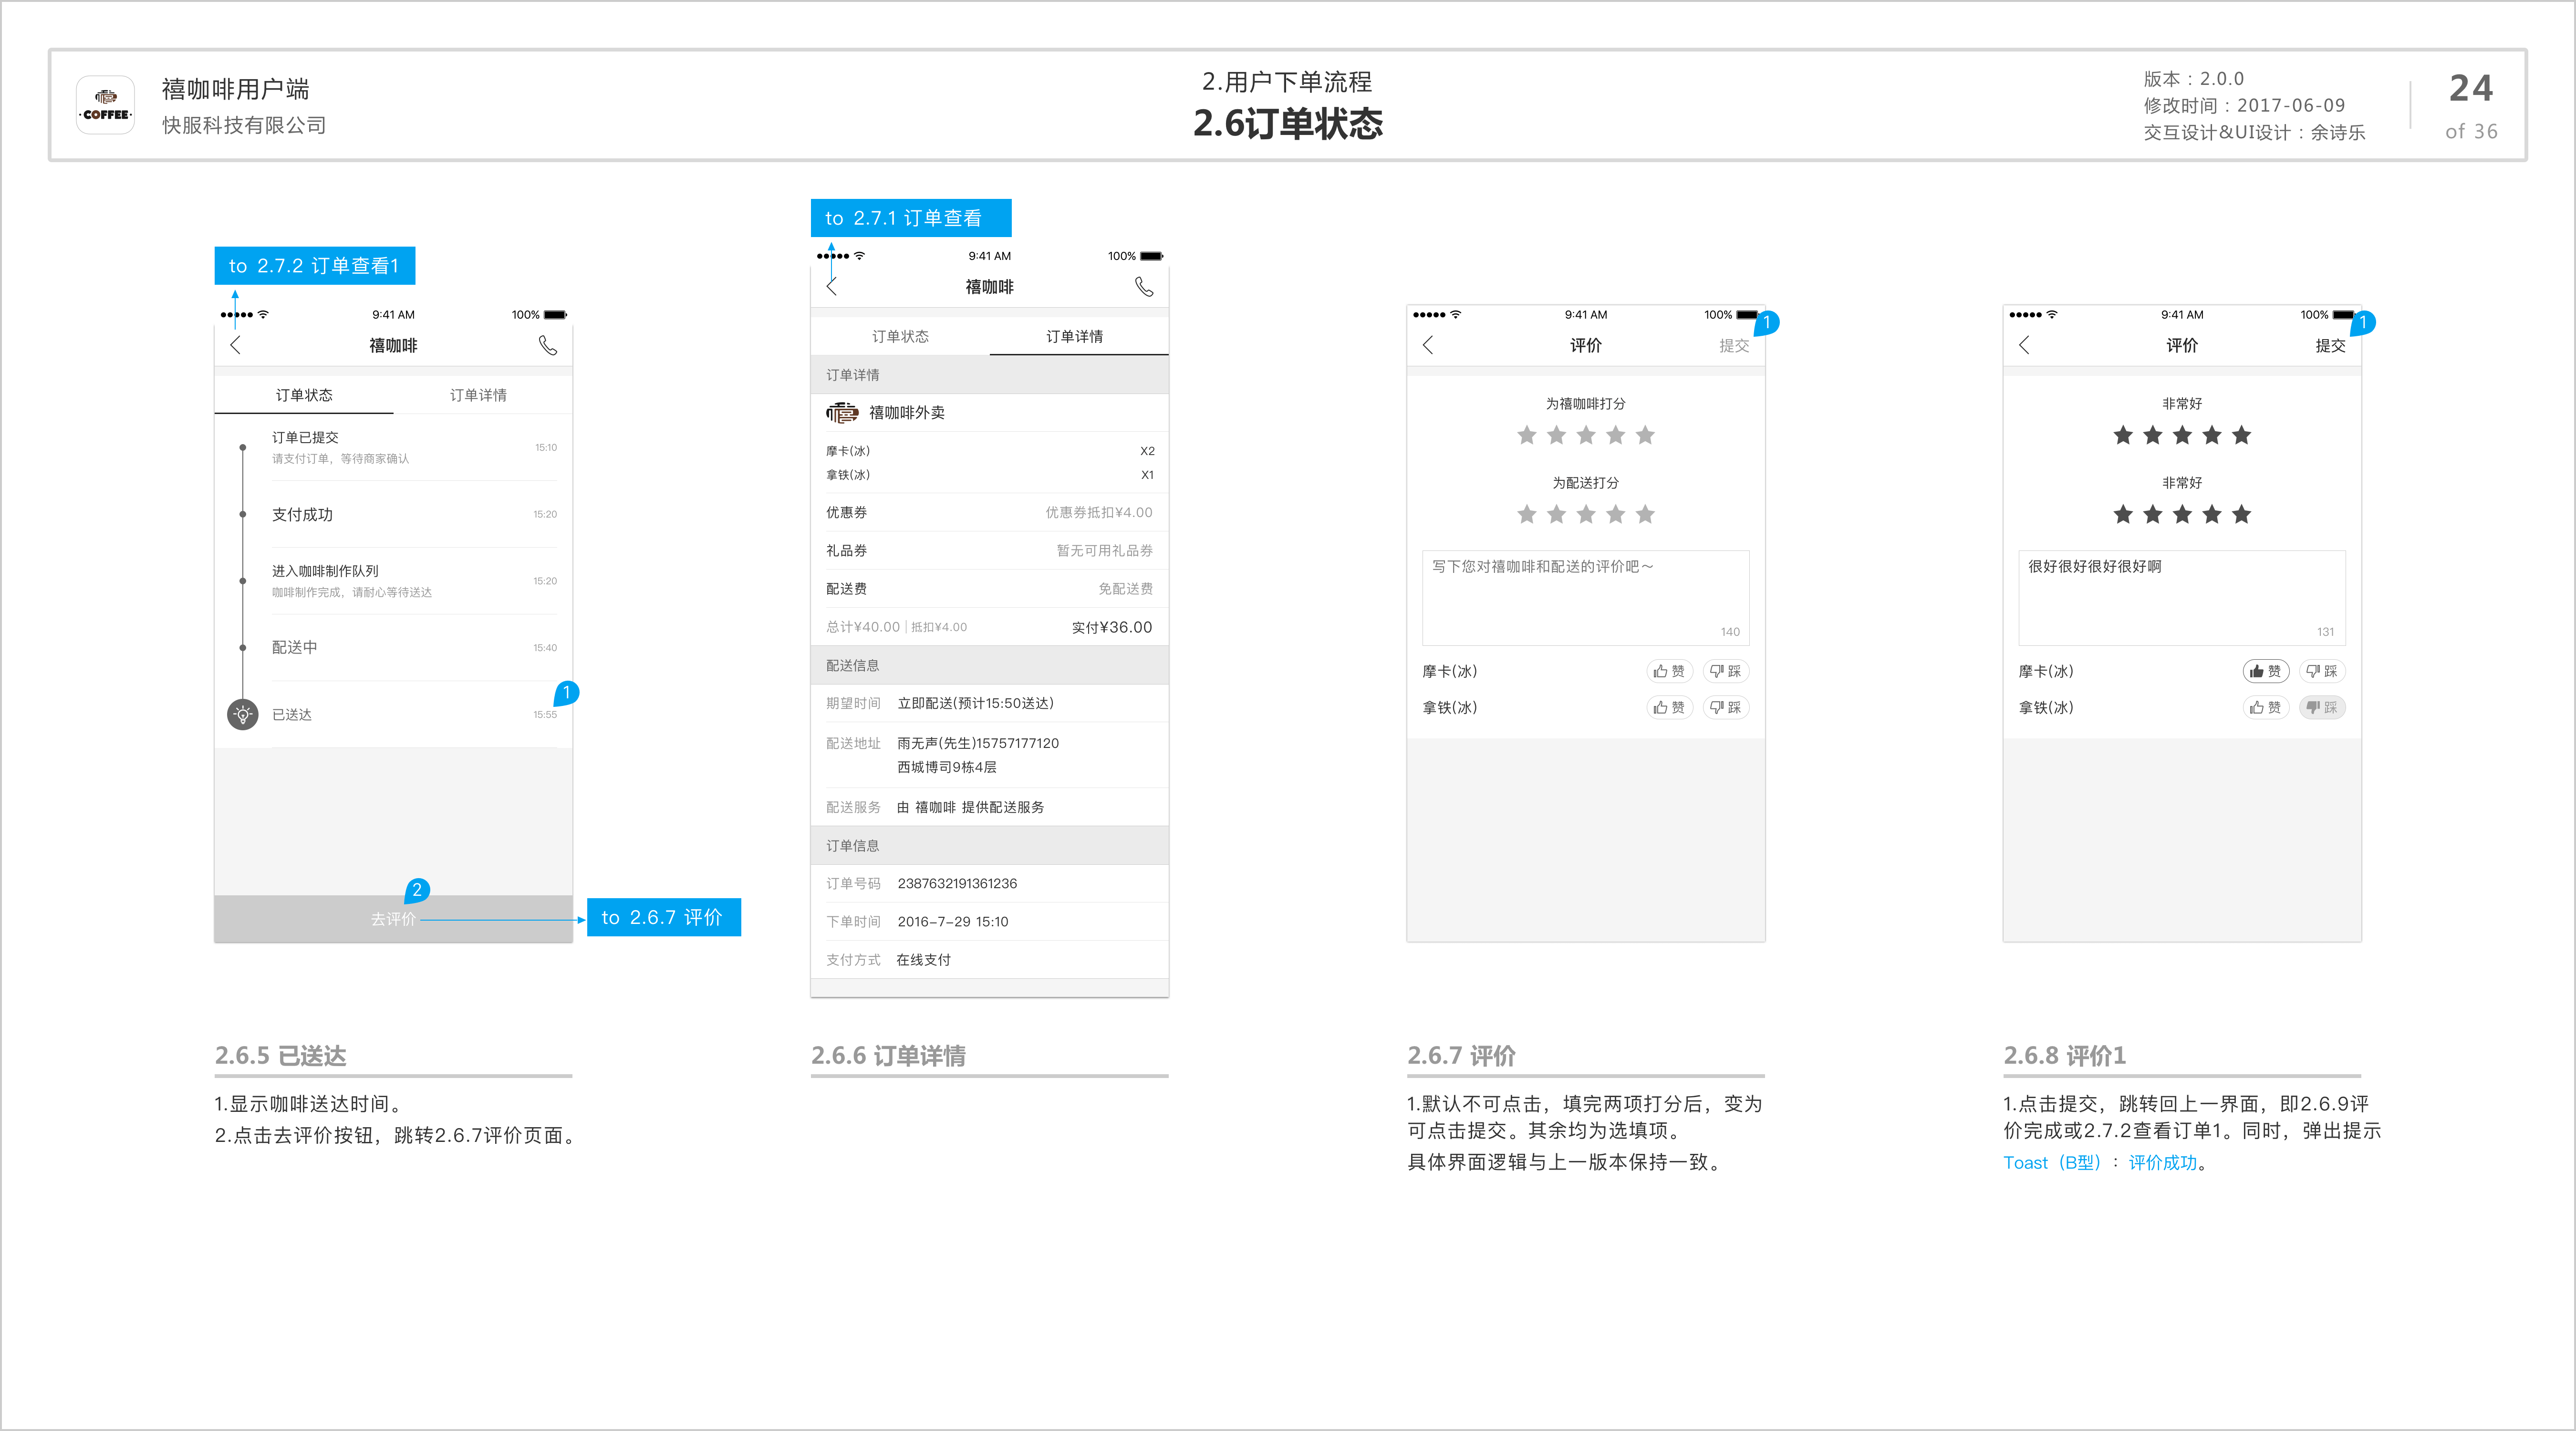 禧咖啡用户端
快服科技有限公司
·COFFEE·
2.用户下单流程
2.6订单状态
版本：2.0.0
修改时间：2017-06-09
交互设计&UI设计：余诗乐
24
of 36
to 2.7.2 订单查看1
9:41 AM
100%
禧咖啡
订单状态
订单详情
订单已提交
请支付订单，等待商家确认
15:10
支付成功
15:20
进入咖啡制作队列
咖啡制作完成，请耐心等待送达
15:20
配送中
15:40
1
已送达
15:55
2
去评价
to 2.6.7 评价
2.6.5 已送达
1.显示咖啡送达时间。
2.点击去评价按钮，跳转2.6.7评价页面。
to 2.7.1 订单查看
9:41 AM
100%
禧咖啡
订单状态
订单详情
订单详情
禧咖啡外卖
摩卡(冰)
X2
拿铁(冰)
X1
优惠券
优惠券抵扣¥4.00
礼品券
暂无可用礼品券
配送费
免配送费
总计¥40.00 | 抵扣¥4.00
实付¥36.00
配送信息
期望时间
立即配送(预计15:50送达)
配送地址
雨无声(先生)15757177120
西城博司9栋4层
配送服务
由 禧咖啡 提供配送服务
订单信息
订单号码
2387632191361236
下单时间
2016-7-29 15:10
支付方式
在线支付
2.6.6 订单详情
9:41 AM
100%
1
评价
提交
为禧咖啡打分
为配送打分
写下您对禧咖啡和配送的评价吧～
140
摩卡(冰)
赞
踩
拿铁(冰)
赞
踩
2.6.7 评价
1.默认不可点击，填完两项打分后，变为
可点击提交。其余均为选填项。
具体界面逻辑与上一版本保持一致。
9:41 AM
100%
1
评价
提交
非常好
非常好
很好很好很好很好啊
131
摩卡(冰)
赞
踩
拿铁(冰)
赞
踩
2.6.8 评价1
1.点击提交，跳转回上一界面，即2.6.9评
价完成或2.7.2查看订单1。同时，弹出提示
Toast（B型）：评价成功。